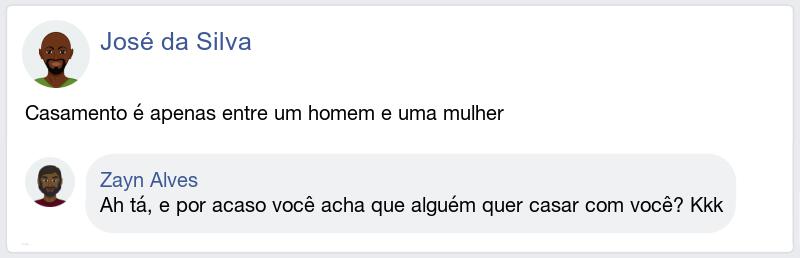 José da Silva
Casamento é apenas entre um homem e uma mulher
Zayn Alves
Ah tá, e por acaso você acha que alguém quer casar com você? Kkk